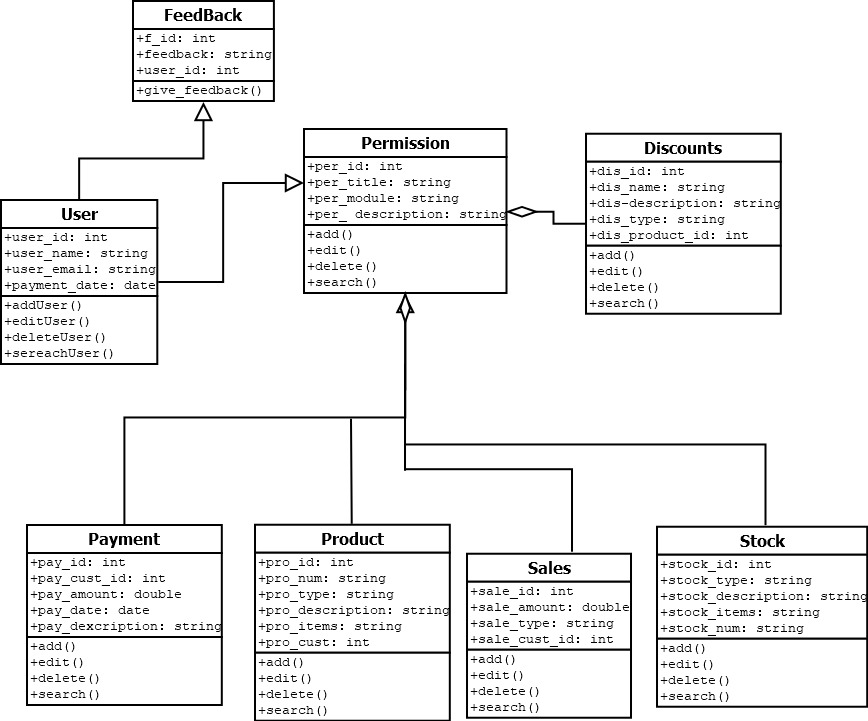 FeedBack
+f_id: int
+feedback: string
+user_id: int
+give_feedback()
Permission
+per_id: int
+per_title: string
+per_module: string
+per_ description: string
+add()
+edit()
+delete()
+search()
Discounts
+dis_id: int
+dis_name: string
+dis-description: string
+dis_type: string
+dis_product_id: int
+add()
+edit()
+delete()
+search()
User
+user_id: int
+user_name: string
+user_email: string
+payment_date: date
+addUser()
+editUser()
+deleteUser()
+sereachUser()
Payment
+pay_id: int
+pay_cust_id: int
+pay_amount: double
+pay_date: date
+pay_dexcription: string
+add()
+edit()
+delete()
+search()
Product
+pro_id: int
+pro_num: string
+pro_type: string
+pro_description: string
+pro_items: string
+pro_cust: int
+add()
+edit()
+delete()
+search()
Sales
+sale_id: int
+sale_amount: double
+sale_type: string
+sale_cust_id: int
+add()
+edit()
+delete()
+search()
Stock
+stock_id: int
+stock_type: string
+stock_description: string
+stock_items: string
+stock_num: string
+add()
+edit()
+delete()
+search()